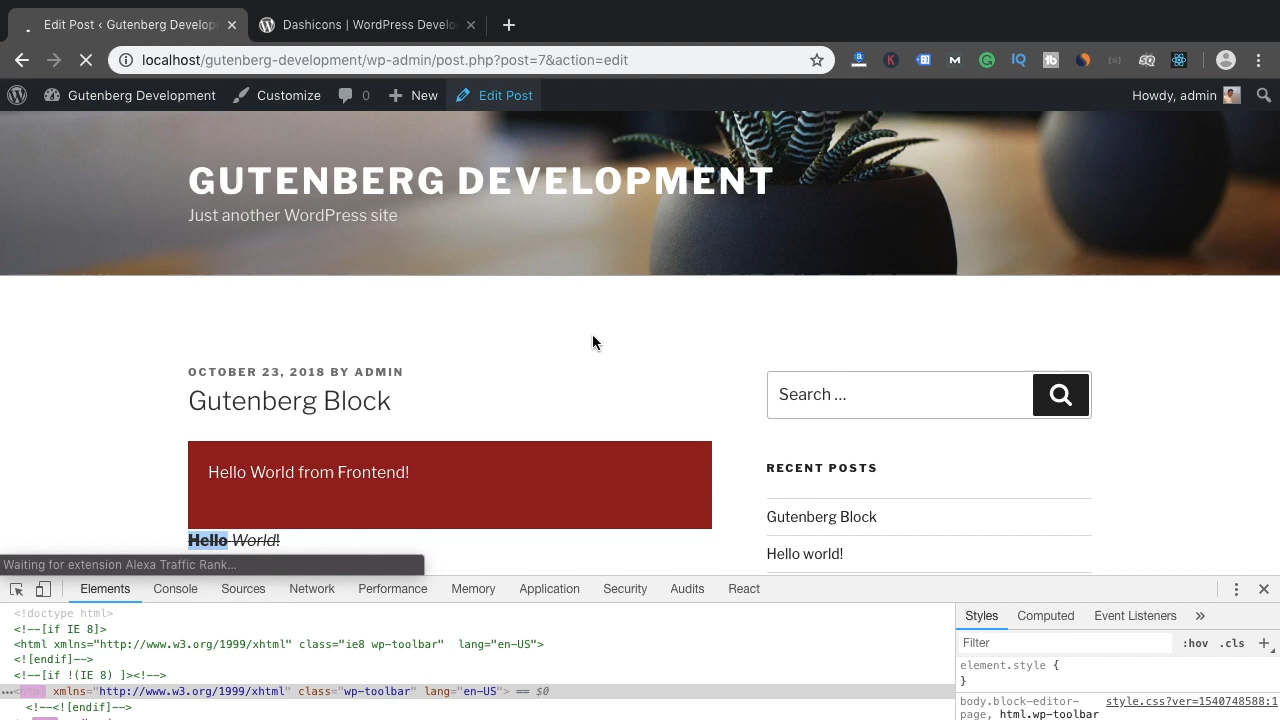 Edit Post ‹ Gutenberg Develop
Dashicons | WordPress Develo
localhost/gutenberg-development/wp-admin/post.php?post=7&action=edit
Gutenberg Development
Customize
0
New
Edit Post
Howdy, admin
GUTENBERG DEVELOPMENT
Just another WordPress site
OCTOBER 23, 2018 BY ADMIN
Gutenberg Block
Hello World from Frontend!
Hello World!
Search …
RECENT POSTS
Gutenberg Block
Hello world!
Waiting for extension Alexa Traffic Rank...
Elements Console Sources Network Performance Memory Application Security Audits React
<!doctype html>
<!--[if IE 8]>
<html xmlns="http://www.w3.org/1999/xhtml" class="ie8 wp-toolbar"  lang="en-US">
<![endif]-->
<!--[if !(IE 8) ]><!-->
…<html xmlns="http://www.w3.org/1999/xhtml" class="wp-toolbar" lang="en-US"> == $0
<!--<![endif]-->
Styles Computed Event Listeners »
Filter :hov .cls +
element.style {
}
body.block-editor- style.css?ver=1540748588:1
page, html.wp-toolbar